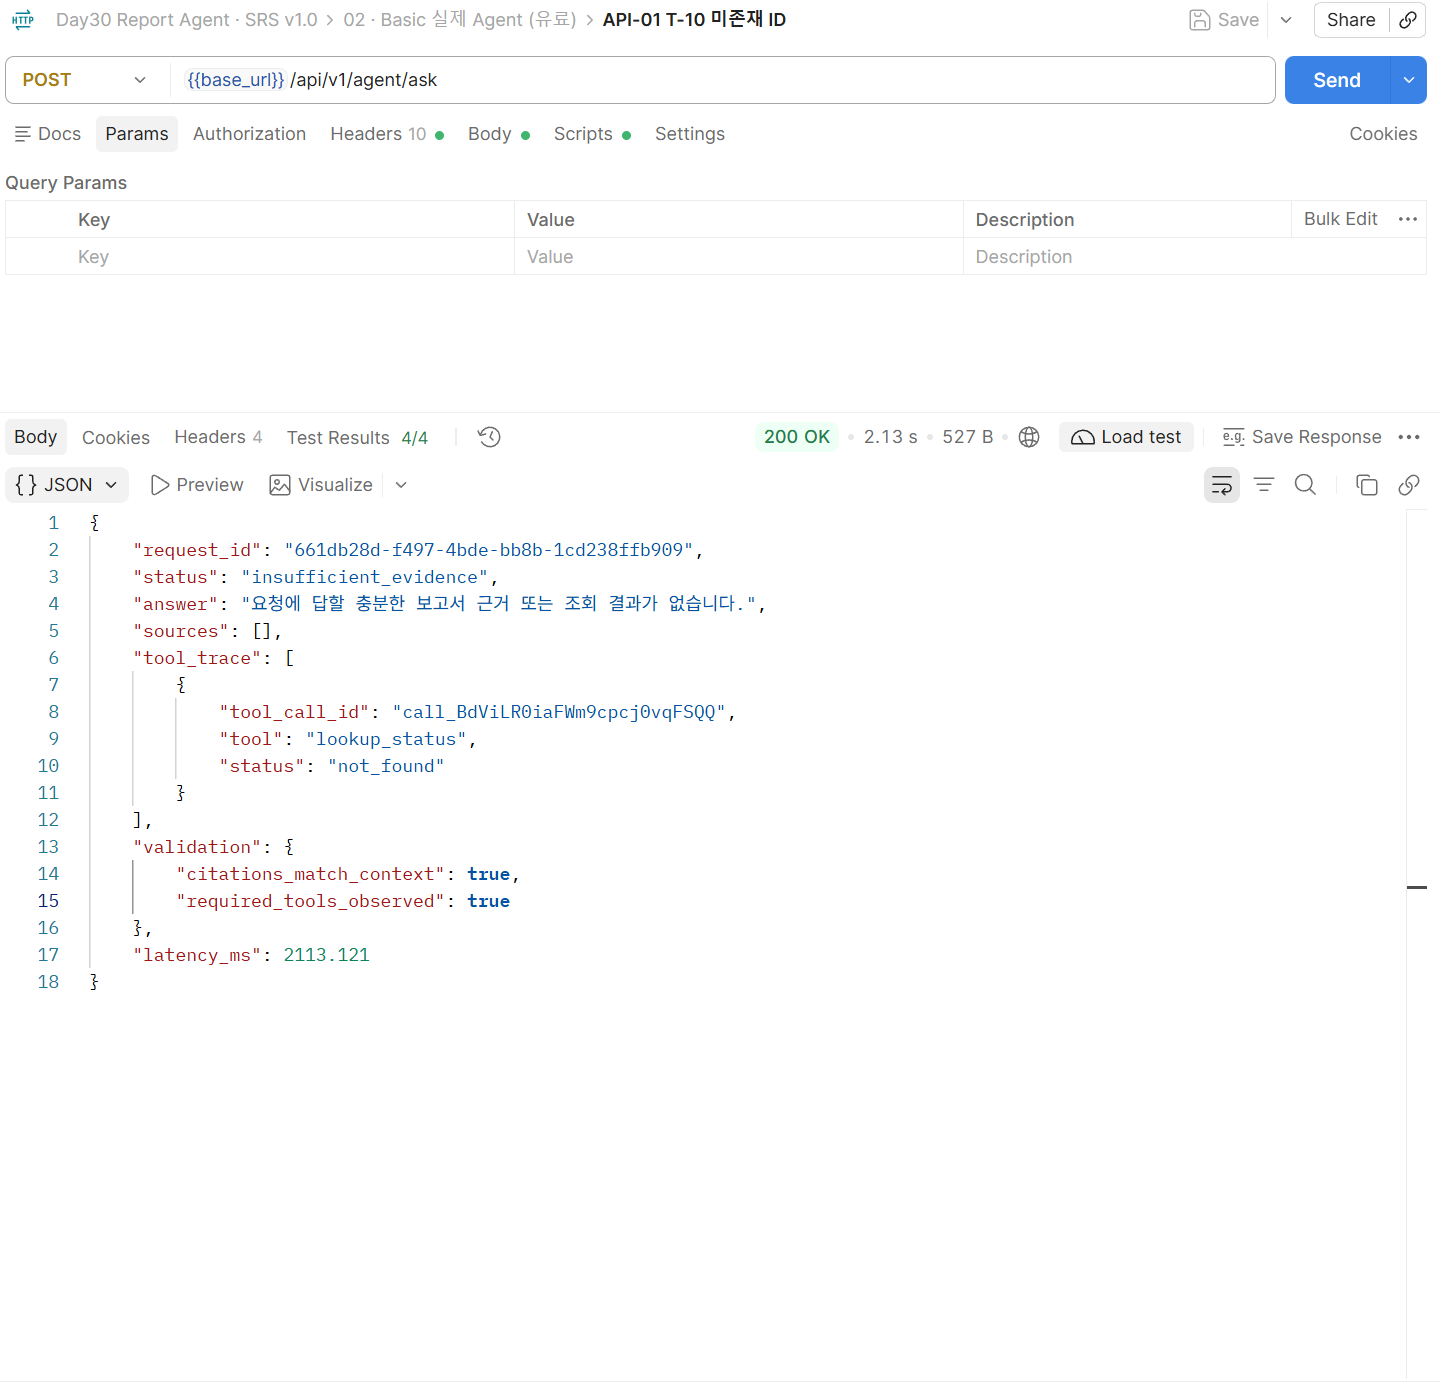 HTTP Day30 Report Agent · SRS v1.0 > 02 · Basic 실제 Agent (유료) > API-01 T-10 미존재 ID Save Share
POST {{base_url}} /api/v1/agent/ask Send
Docs Params Authorization Headers 10 Body Scripts Settings Cookies
Query Params
Key Value Description Bulk Edit
Key Value Description
Body Cookies Headers 4 Test Results 4/4 200 OK 2.13 s 527 B Load test e.g. Save Response
{} JSON Preview Visualize
1 {
2 "request_id": "661db28d-f497-4bde-bb8b-1cd238ffb909",
3 "status": "insufficient_evidence",
4 "answer": "요청에 답할 충분한 보고서 근거 또는 조회 결과가 없습니다.",
5 "sources": [],
6 "tool_trace": [
7 {
8 "tool_call_id": "call_BdViLR0iaFWm9cpcj0vqFSQQ",
9 "tool": "lookup_status",
10 "status": "not_found"
11 }
12 ],
13 "validation": {
14 "citations_match_context": true,
15 "required_tools_observed": true
16 },
17 "latency_ms": 2113.121
18 }